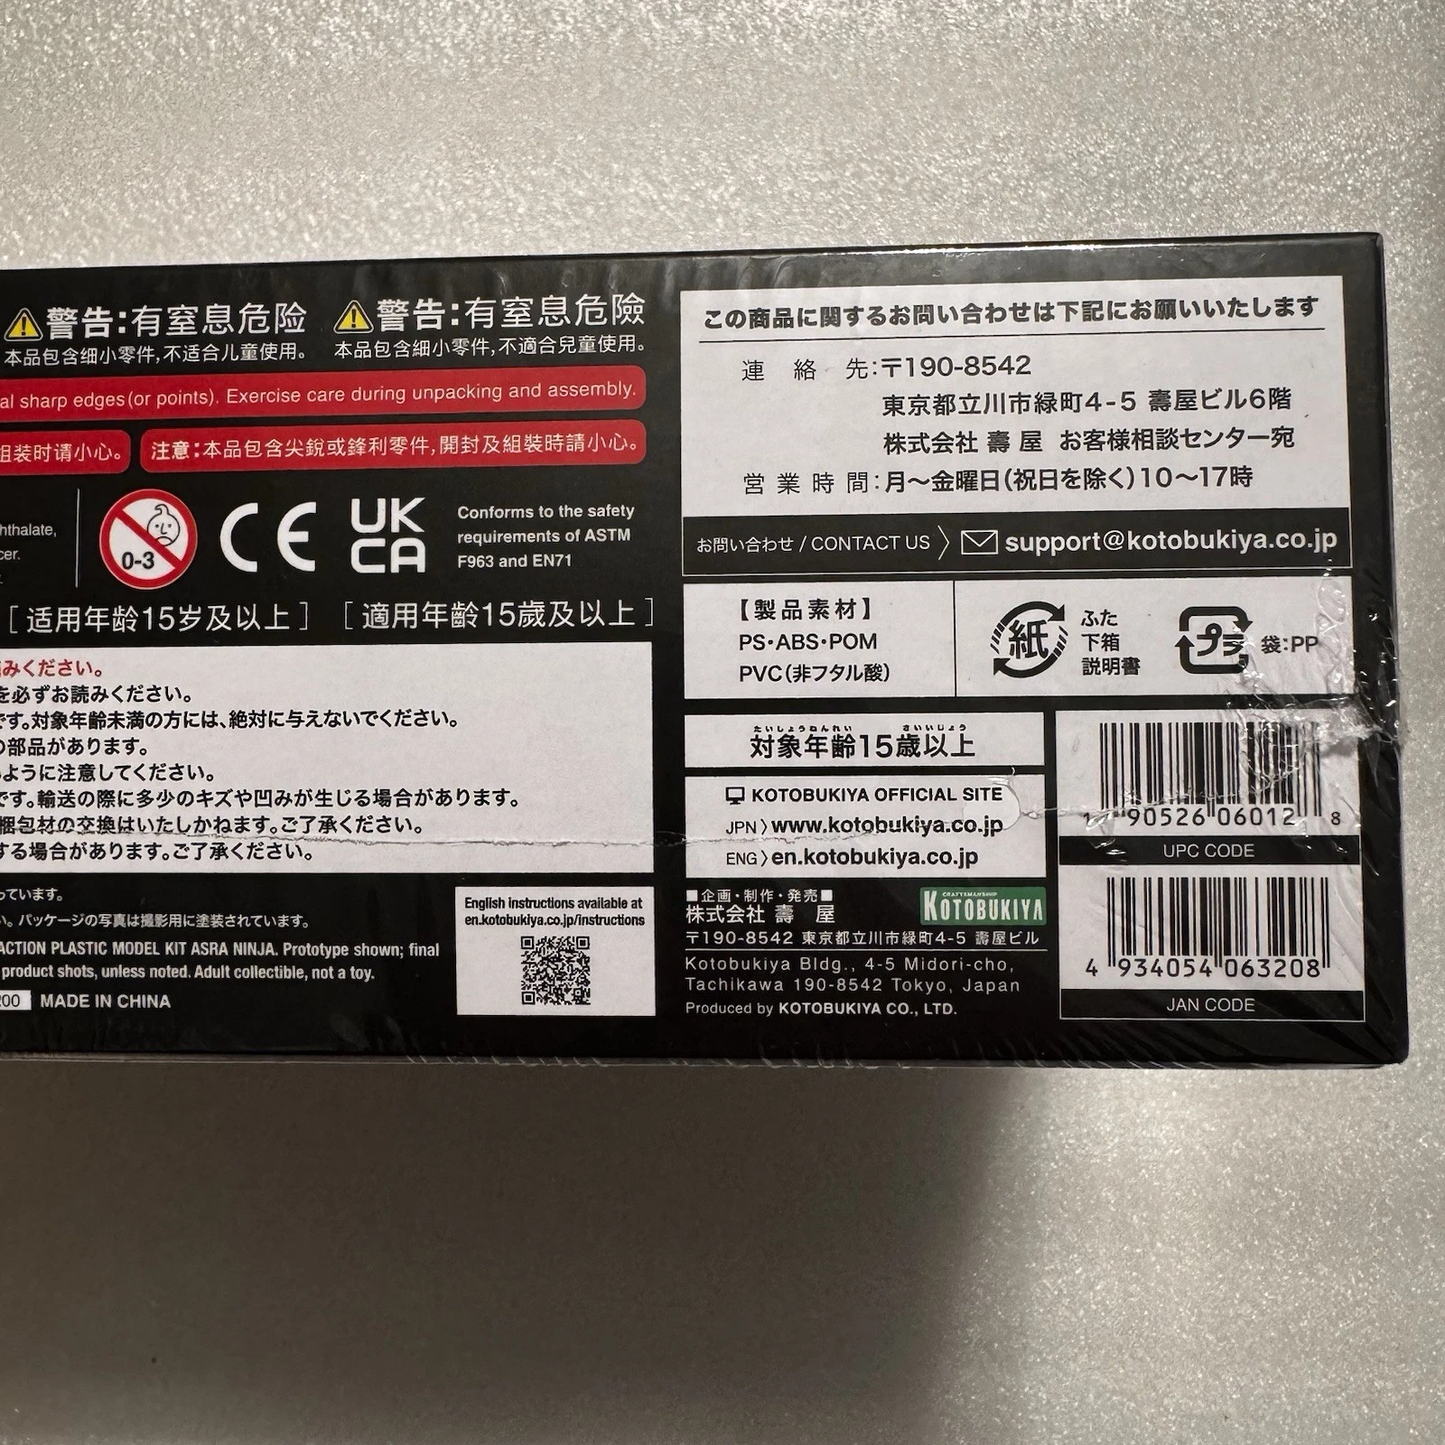 警告:有窒息危险
本品包含细小零件,不适合儿童使用。
警告:有窒息危險
本品包含細小零件,不適合兒童使用。
al sharp edges(or points). Exercise care during unpacking and assembly.
组装时请小心。
注意:本品包含尖銳或鋒利零件,開封及組裝時請小心。
hthalate,
cer.
0-3
CE
UK
CA
Conforms to the safety
requirements of ASTM
F963 and EN71
[适用年龄15岁及以上]
[適用年齡15歲及以上]
みください。
を必ずお読みください。
です。対象年齢未満の方には、絶対に与えないでください。
の部品があります。
ように注意してください。
です。輸送の際に多少のキズや凹みが生じる場合があります。
梱包材の交換はいたしかねます。ご了承ください。
する場合があります。ご了承ください。
っています。
い。パッケージの写真は撮影用に塗装されています。
ACTION PLASTIC MODEL KIT ASRA NINJA. Prototype shown; final
product shots, unless noted. Adult collectible, not a toy.
200 MADE IN CHINA
English instructions available at
en.kotobukiya.co.jp/instructions
この商品に関するお問い合わせは下記にお願いいたします
連絡先:〒190-8542
東京都立川市緑町4-5 壽屋ビル6階
株式会社 壽屋 お客様相談センター宛
営業時間:月〜金曜日(祝日を除く)10〜17時
お問い合わせ / CONTACT US 〉 support@kotobukiya.co.jp
【製品素材】
PS・ABS・POM
PVC(非フタル酸)
紙
ふた
下箱
説明書
プラ
袋:PP
たいしょうねんれい さいいじょう
対象年齢15歳以上
KOTOBUKIYA OFFICIAL SITE
JPN〉www.kotobukiya.co.jp
ENG〉en.kotobukiya.co.jp
■企画・制作・発売■
株式会社 壽 屋
CRAFTSMANSHIP
KOTOBUKIYA
〒190-8542 東京都立川市緑町4-5 壽屋ビル
Kotobukiya Bldg., 4-5 Midori-cho,
Tachikawa 190-8542 Tokyo, Japan
Produced by KOTOBUKIYA CO., LTD.
1 90526 06012 8
UPC CODE
4 934054 063208
JAN CODE